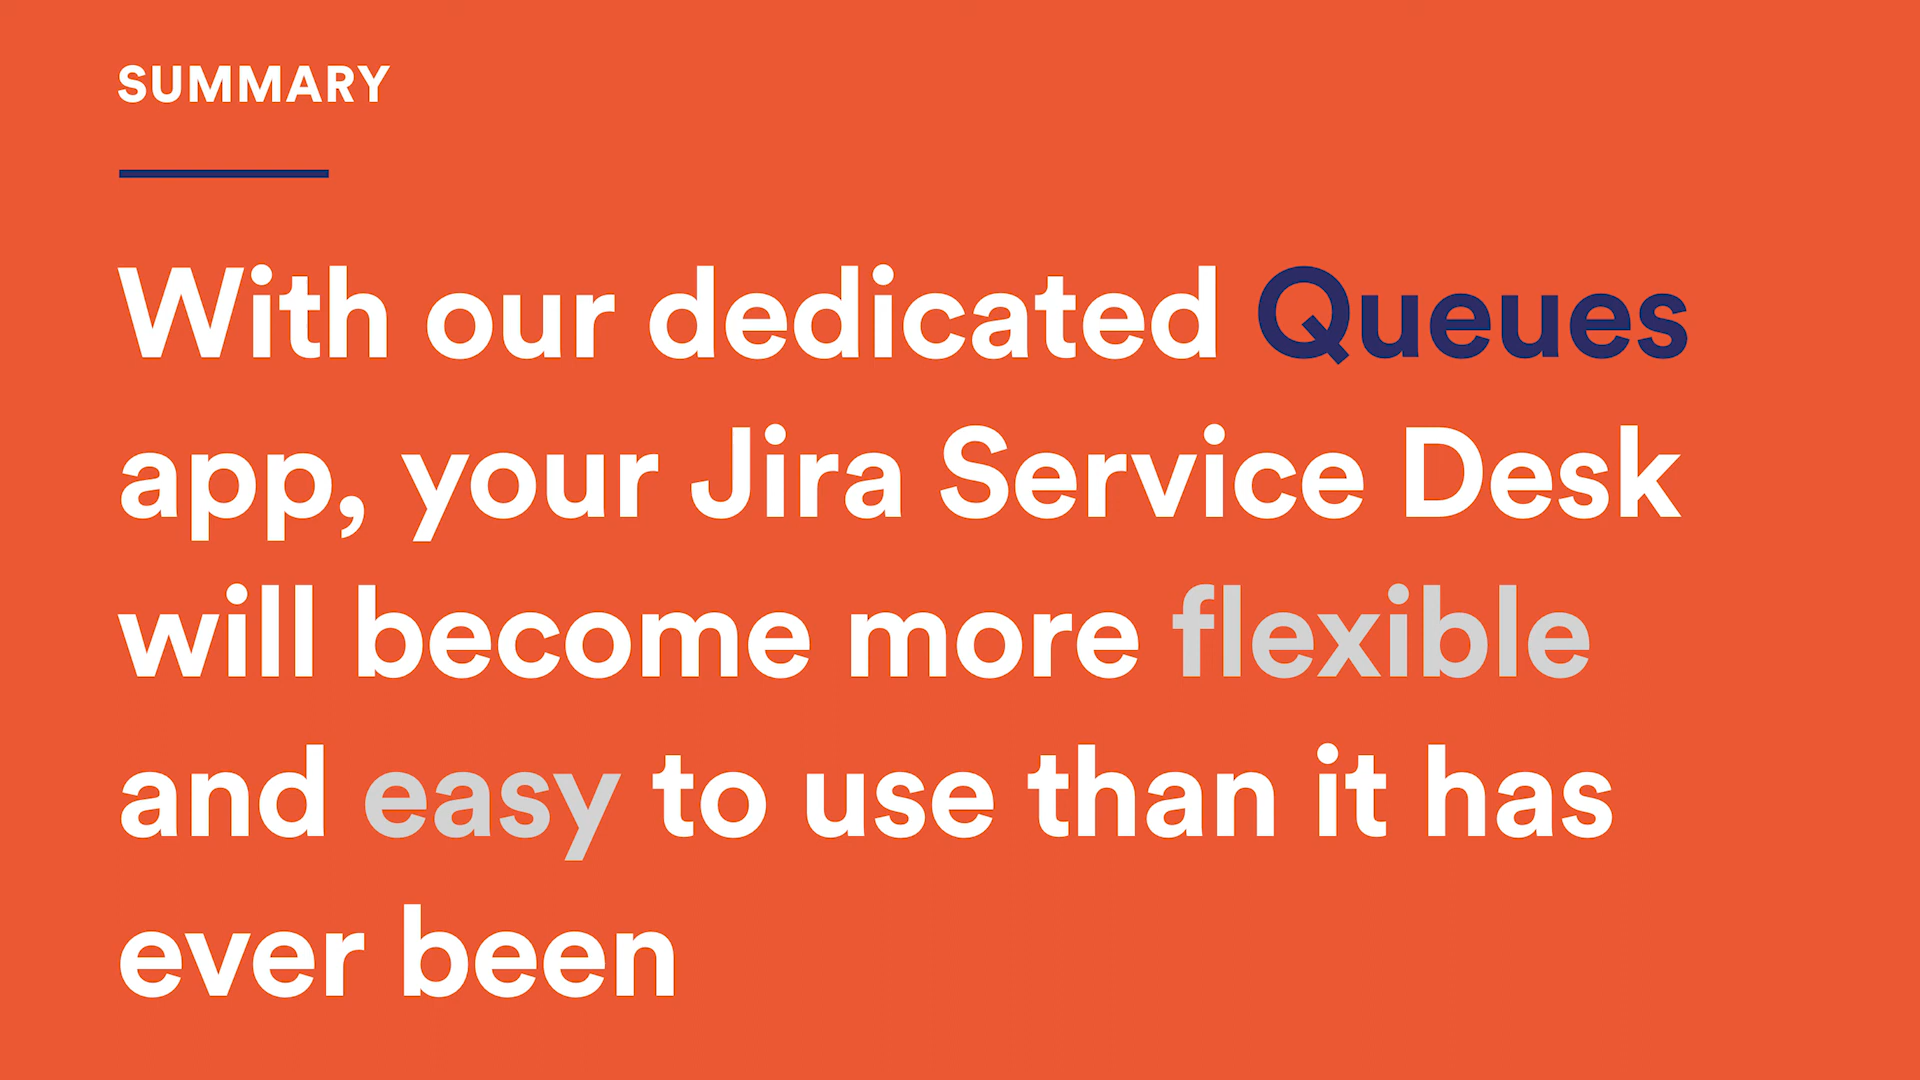 SUMMARY
With our dedicated Queues
app, your Jira Service Desk
will become more flexible
and easy to use than it has
ever been